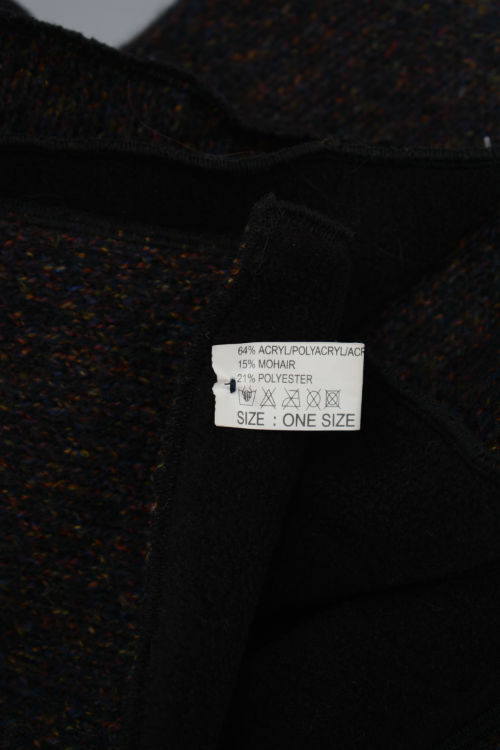 64% ACRYL/POLYACRYL/ACR
15% MOHAIR
21% POLYESTER
SIZE : ONE SIZE